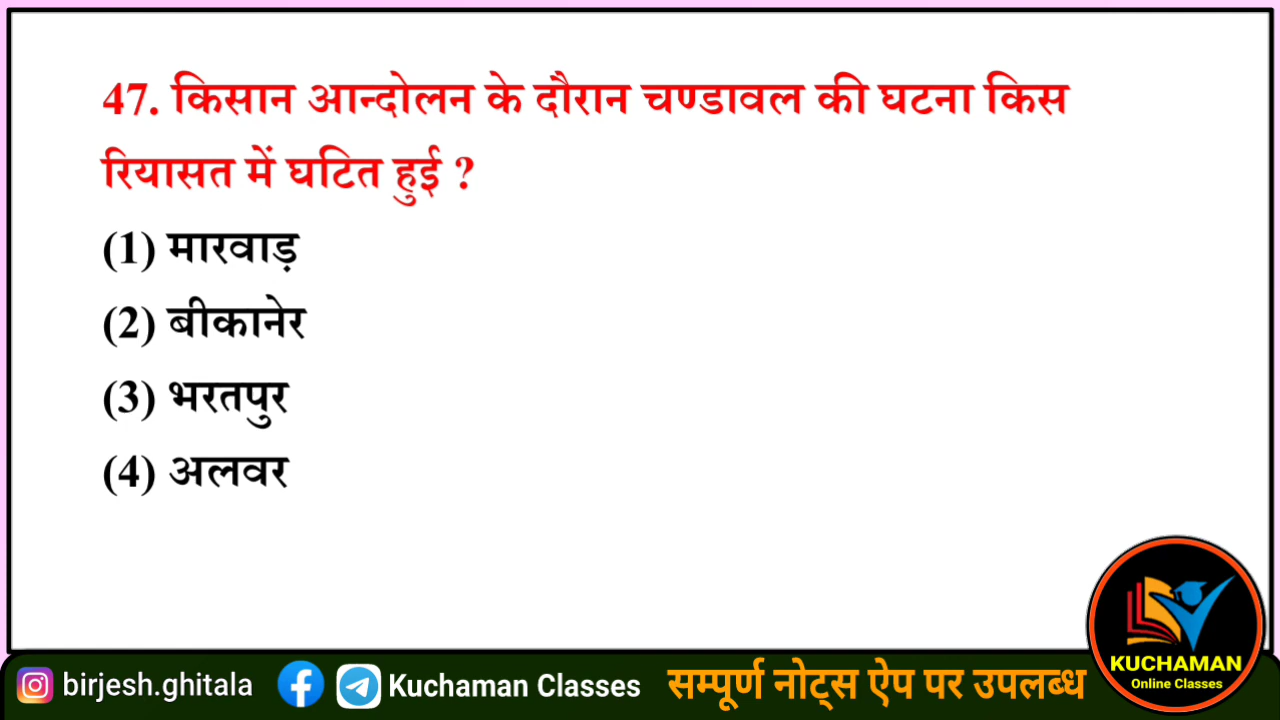 47. किसान आन्दोलन के दौरान चण्डावल की घटना किस
रियासत में घटित हुई ?
(1) मारवाड़
(2) बीकानेर
(3) भरतपुर
(4) अलवर
KUCHAMAN
Online Classes
birjesh.ghitala Kuchaman Classes सम्पूर्ण नोट्स ऐप पर उपलब्ध